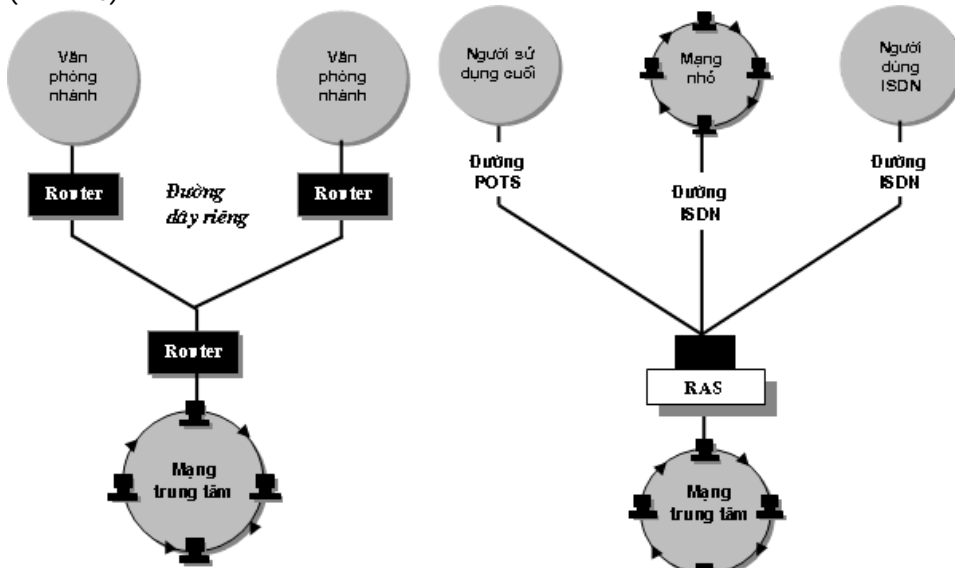 Văn
phòng
nhánh
Văn
phòng
nhánh
Router
Đường
dây riêng
Router
Router
Mạng
trung tâm
Người sử
dụng cuối
Mạng
nhỏ
Người
dùng
ISDN
Đường
POTS
Đường
ISDN
Đường
ISDN
RAS
Mạng
trung tâm